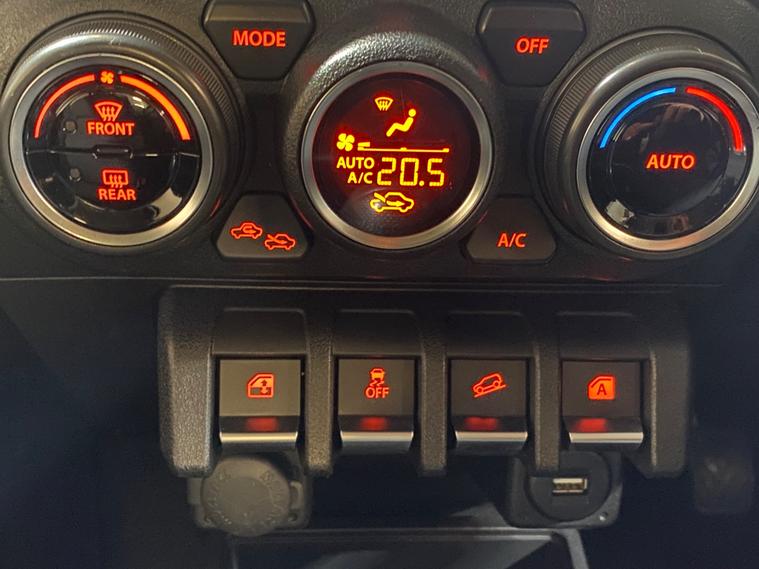 MODE
OFF
FRONT
REAR
AUTO
A/C
20.5
AUTO
A/C
OFF
A